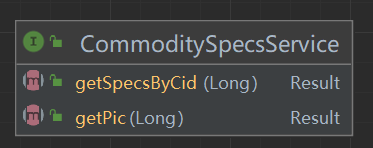 I CommoditySpecsService
m getSpecsByCid (Long) Result
m getPic(Long) Result